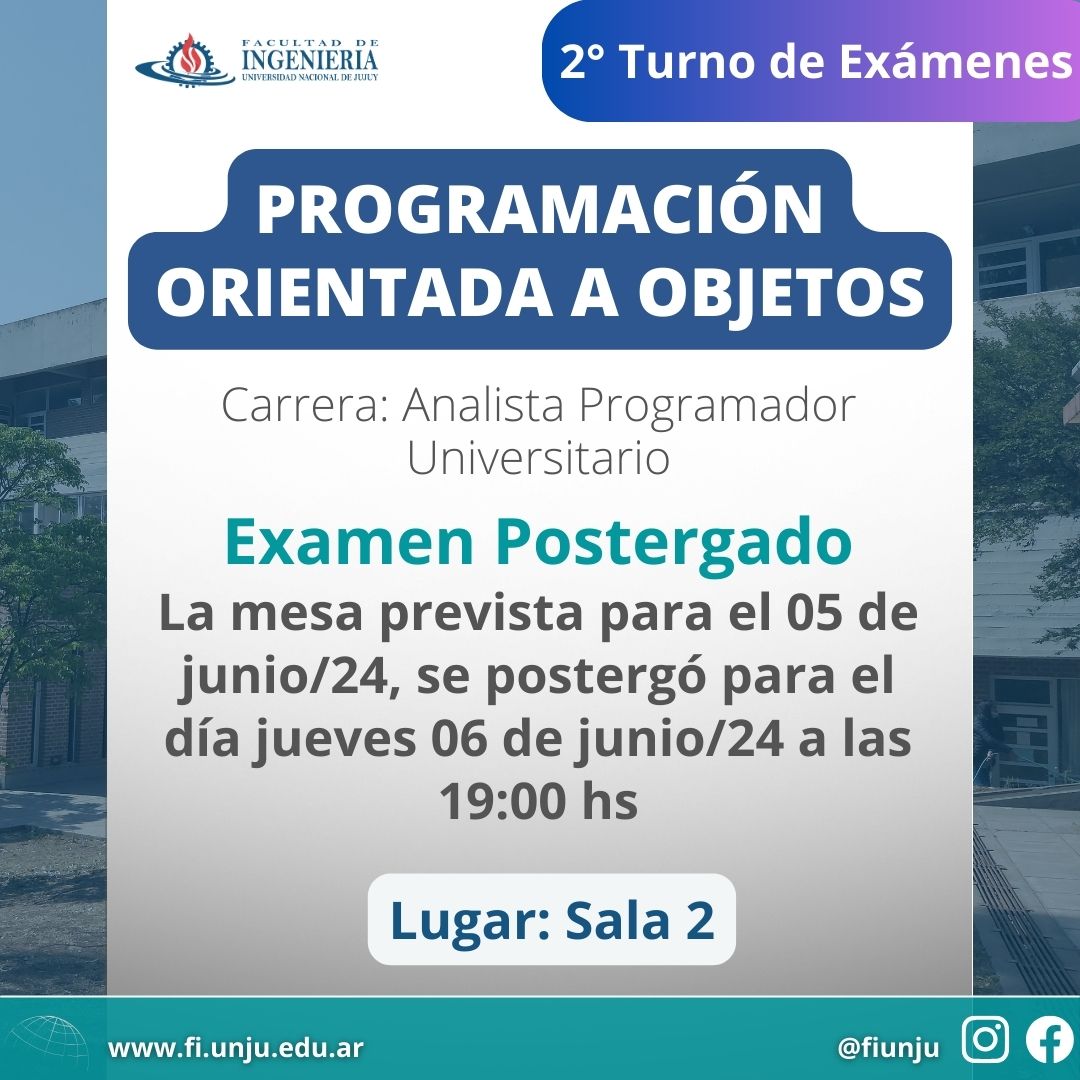 FACULTAD DE
INGENIERÍA
UNIVERSIDAD NACIONAL DE JUJUY
2° Turno de Exámenes
PROGRAMACIÓN
ORIENTADA A OBJETOS
Carrera: Analista Programador
Universitario
Examen Postergado
La mesa prevista para el 05 de
junio/24, se postergó para el
día jueves 06 de junio/24 a las
19:00 hs
Lugar: Sala 2
www.fi.unju.edu.ar
@fiunju